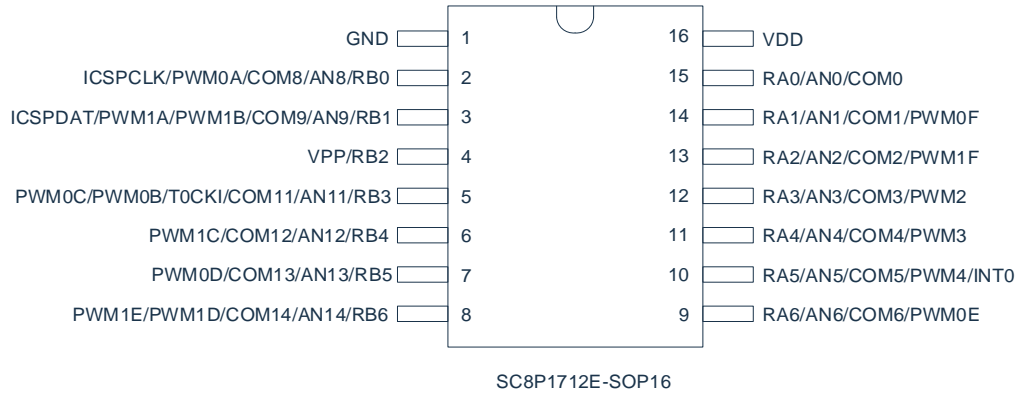 GND 1 16 VDD
ICSPCLK/PWM0A/COM8/AN8/RB0 2 15 RA0/AN0/COM0
ICSPDAT/PWM1A/PWM1B/COM9/AN9/RB1 3 14 RA1/AN1/COM1/PWM0F
VPP/RB2 4 13 RA2/AN2/COM2/PWM1F
PWM0C/PWM0B/T0CKI/COM11/AN11/RB3 5 12 RA3/AN3/COM3/PWM2
PWM1C/COM12/AN12/RB4 6 11 RA4/AN4/COM4/PWM3
PWM0D/COM13/AN13/RB5 7 10 RA5/AN5/COM5/PWM4/INT0
PWM1E/PWM1D/COM14/AN14/RB6 8 9 RA6/AN6/COM6/PWM0E
SC8P1712E-SOP16